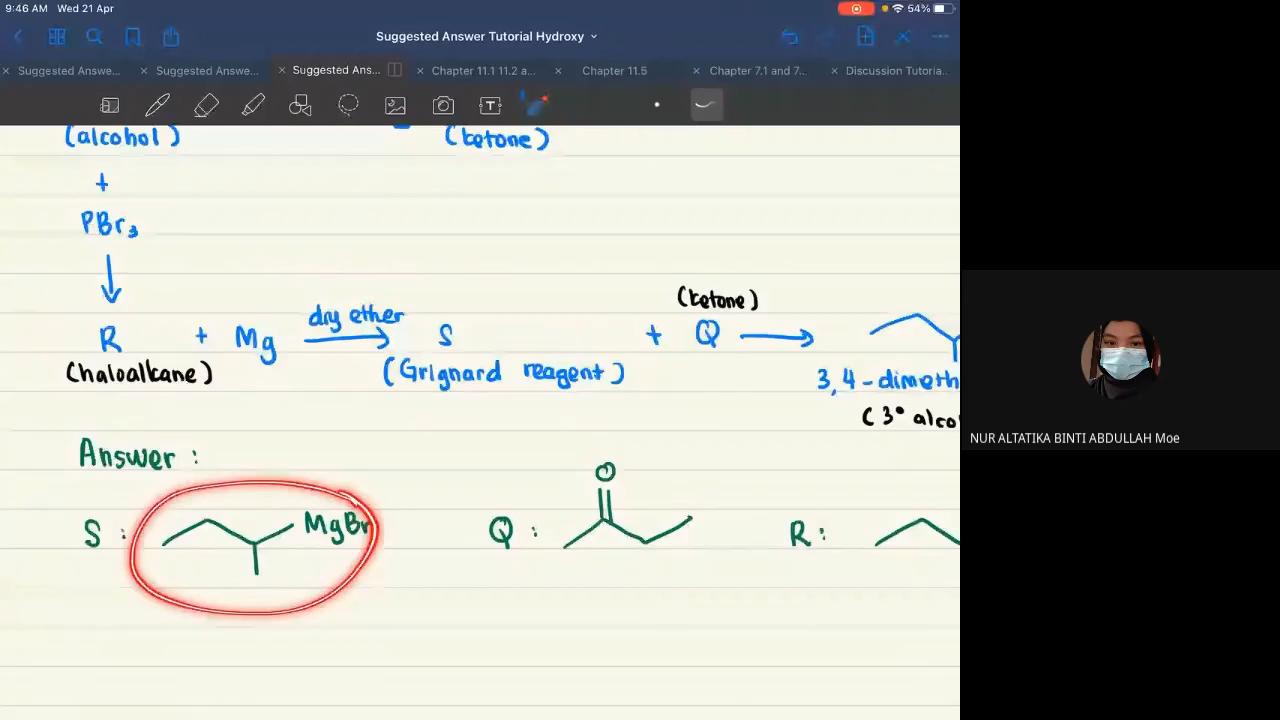 9:46 AM Wed 21 Apr
54%
Suggested Answer Tutorial Hydroxy
Suggested Answe... Suggested Answe... Suggested Ans... Chapter 11.1 11.2 a... Chapter 11.5 Chapter 7.1 and 7... Discussion Tutoria..
(alcohol) (ketone)
+
PBr3
(ketone)
R + Mg dry ether S + Q
(haloalkane) (Grignard reagent) 3,4-dimeth
(3° alco
NUR ALTATIKA BINTI ABDULLAH Moe
Answer :
O
S : MgBr Q : R :